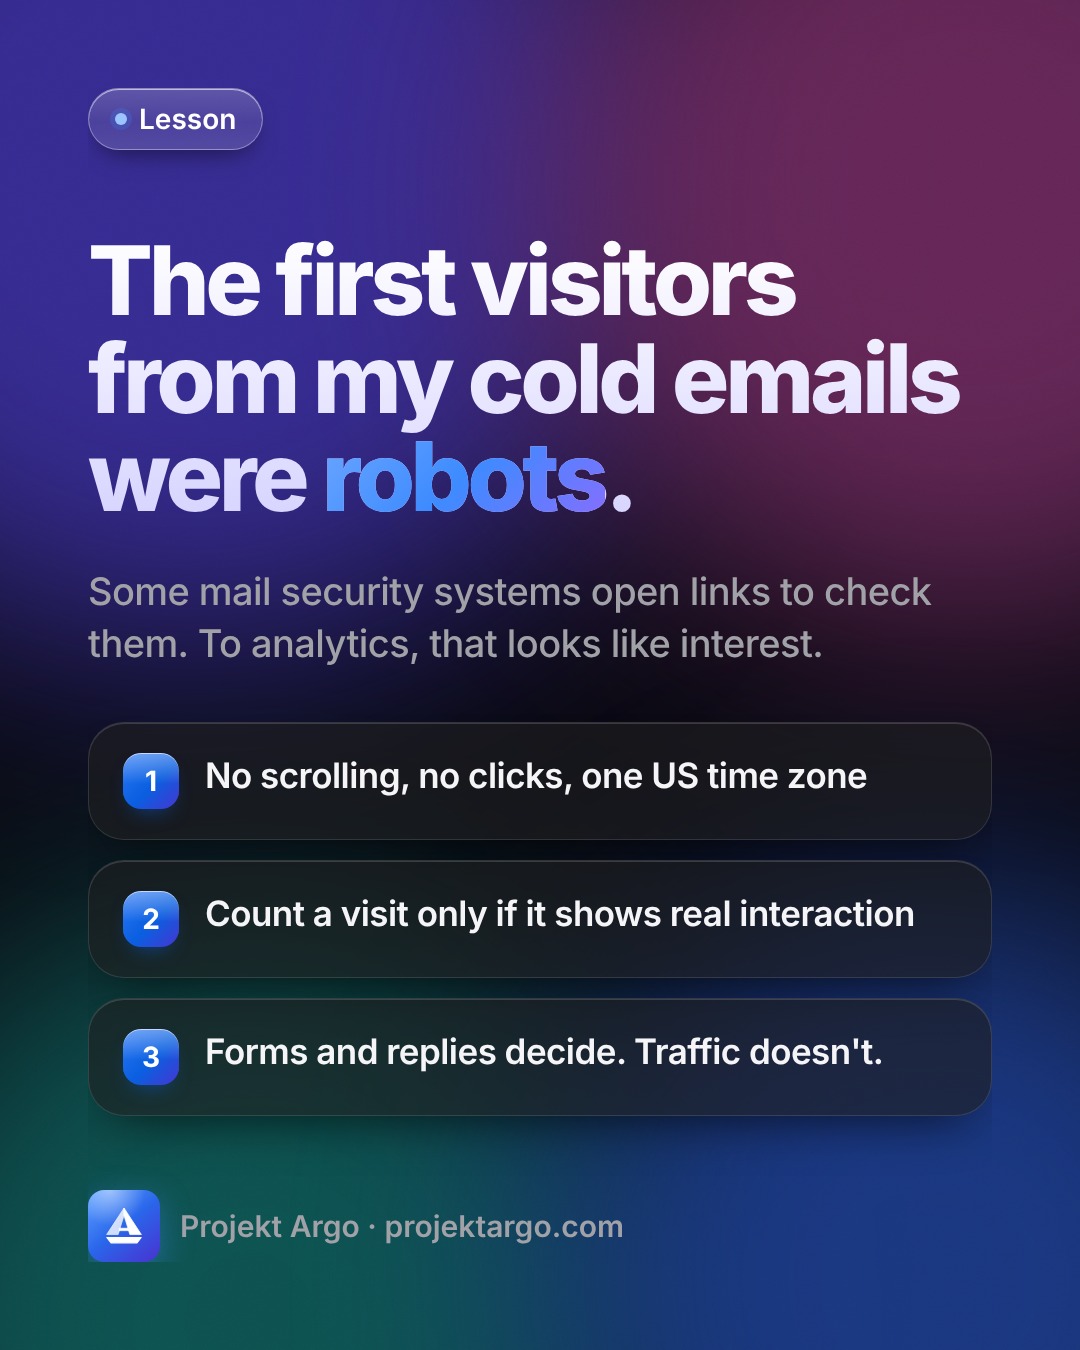 Lesson
The first visitors
from my cold emails
were robots.
Some mail security systems open links to check
them. To analytics, that looks like interest.
1 No scrolling, no clicks, one US time zone
2 Count a visit only if it shows real interaction
3 Forms and replies decide. Traffic doesn't.
Projekt Argo · projektargo.com